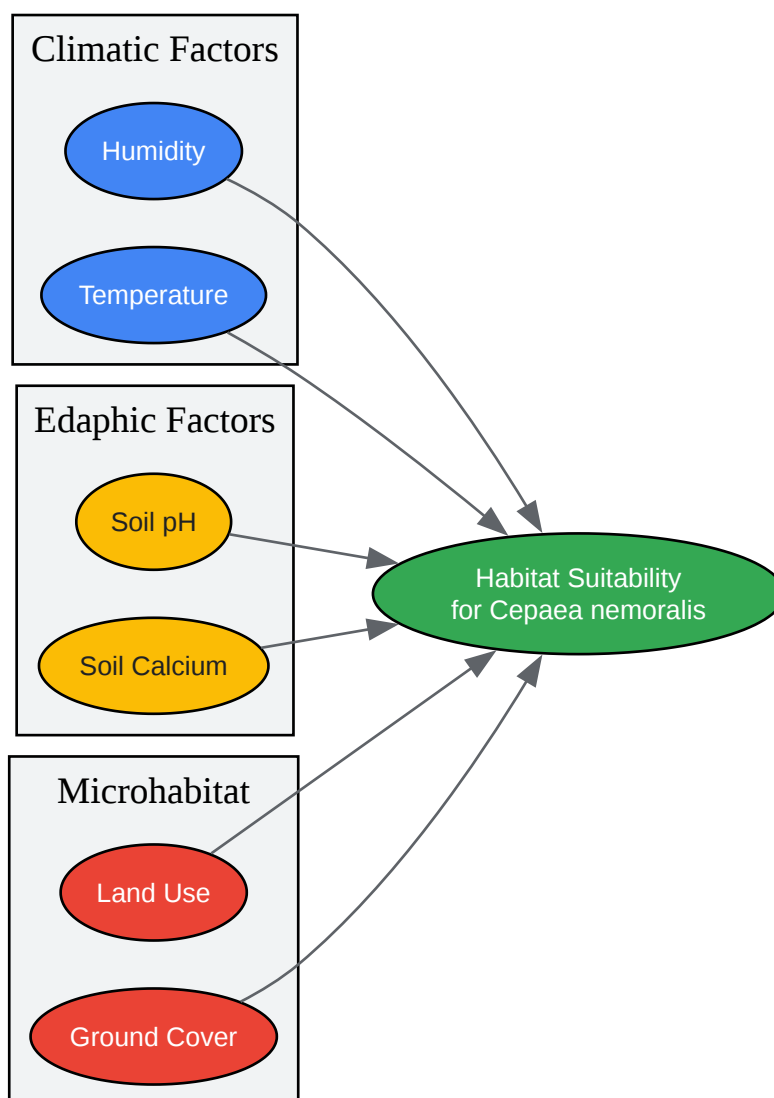 Climatic Factors
Humidity
Temperature
Edaphic Factors
Soil pH
Soil Calcium
Habitat Suitability
for Cepaea nemoralis
Microhabitat
Land Use
Ground Cover